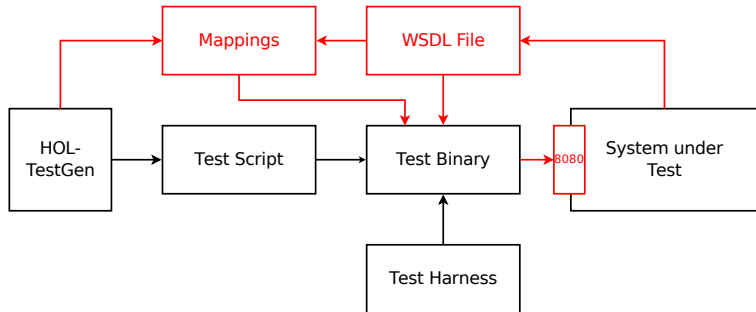 Mappings
WSDL File
HOL-
TestGen
Test Script
Test Binary
8080
System under
Test
Test Harness